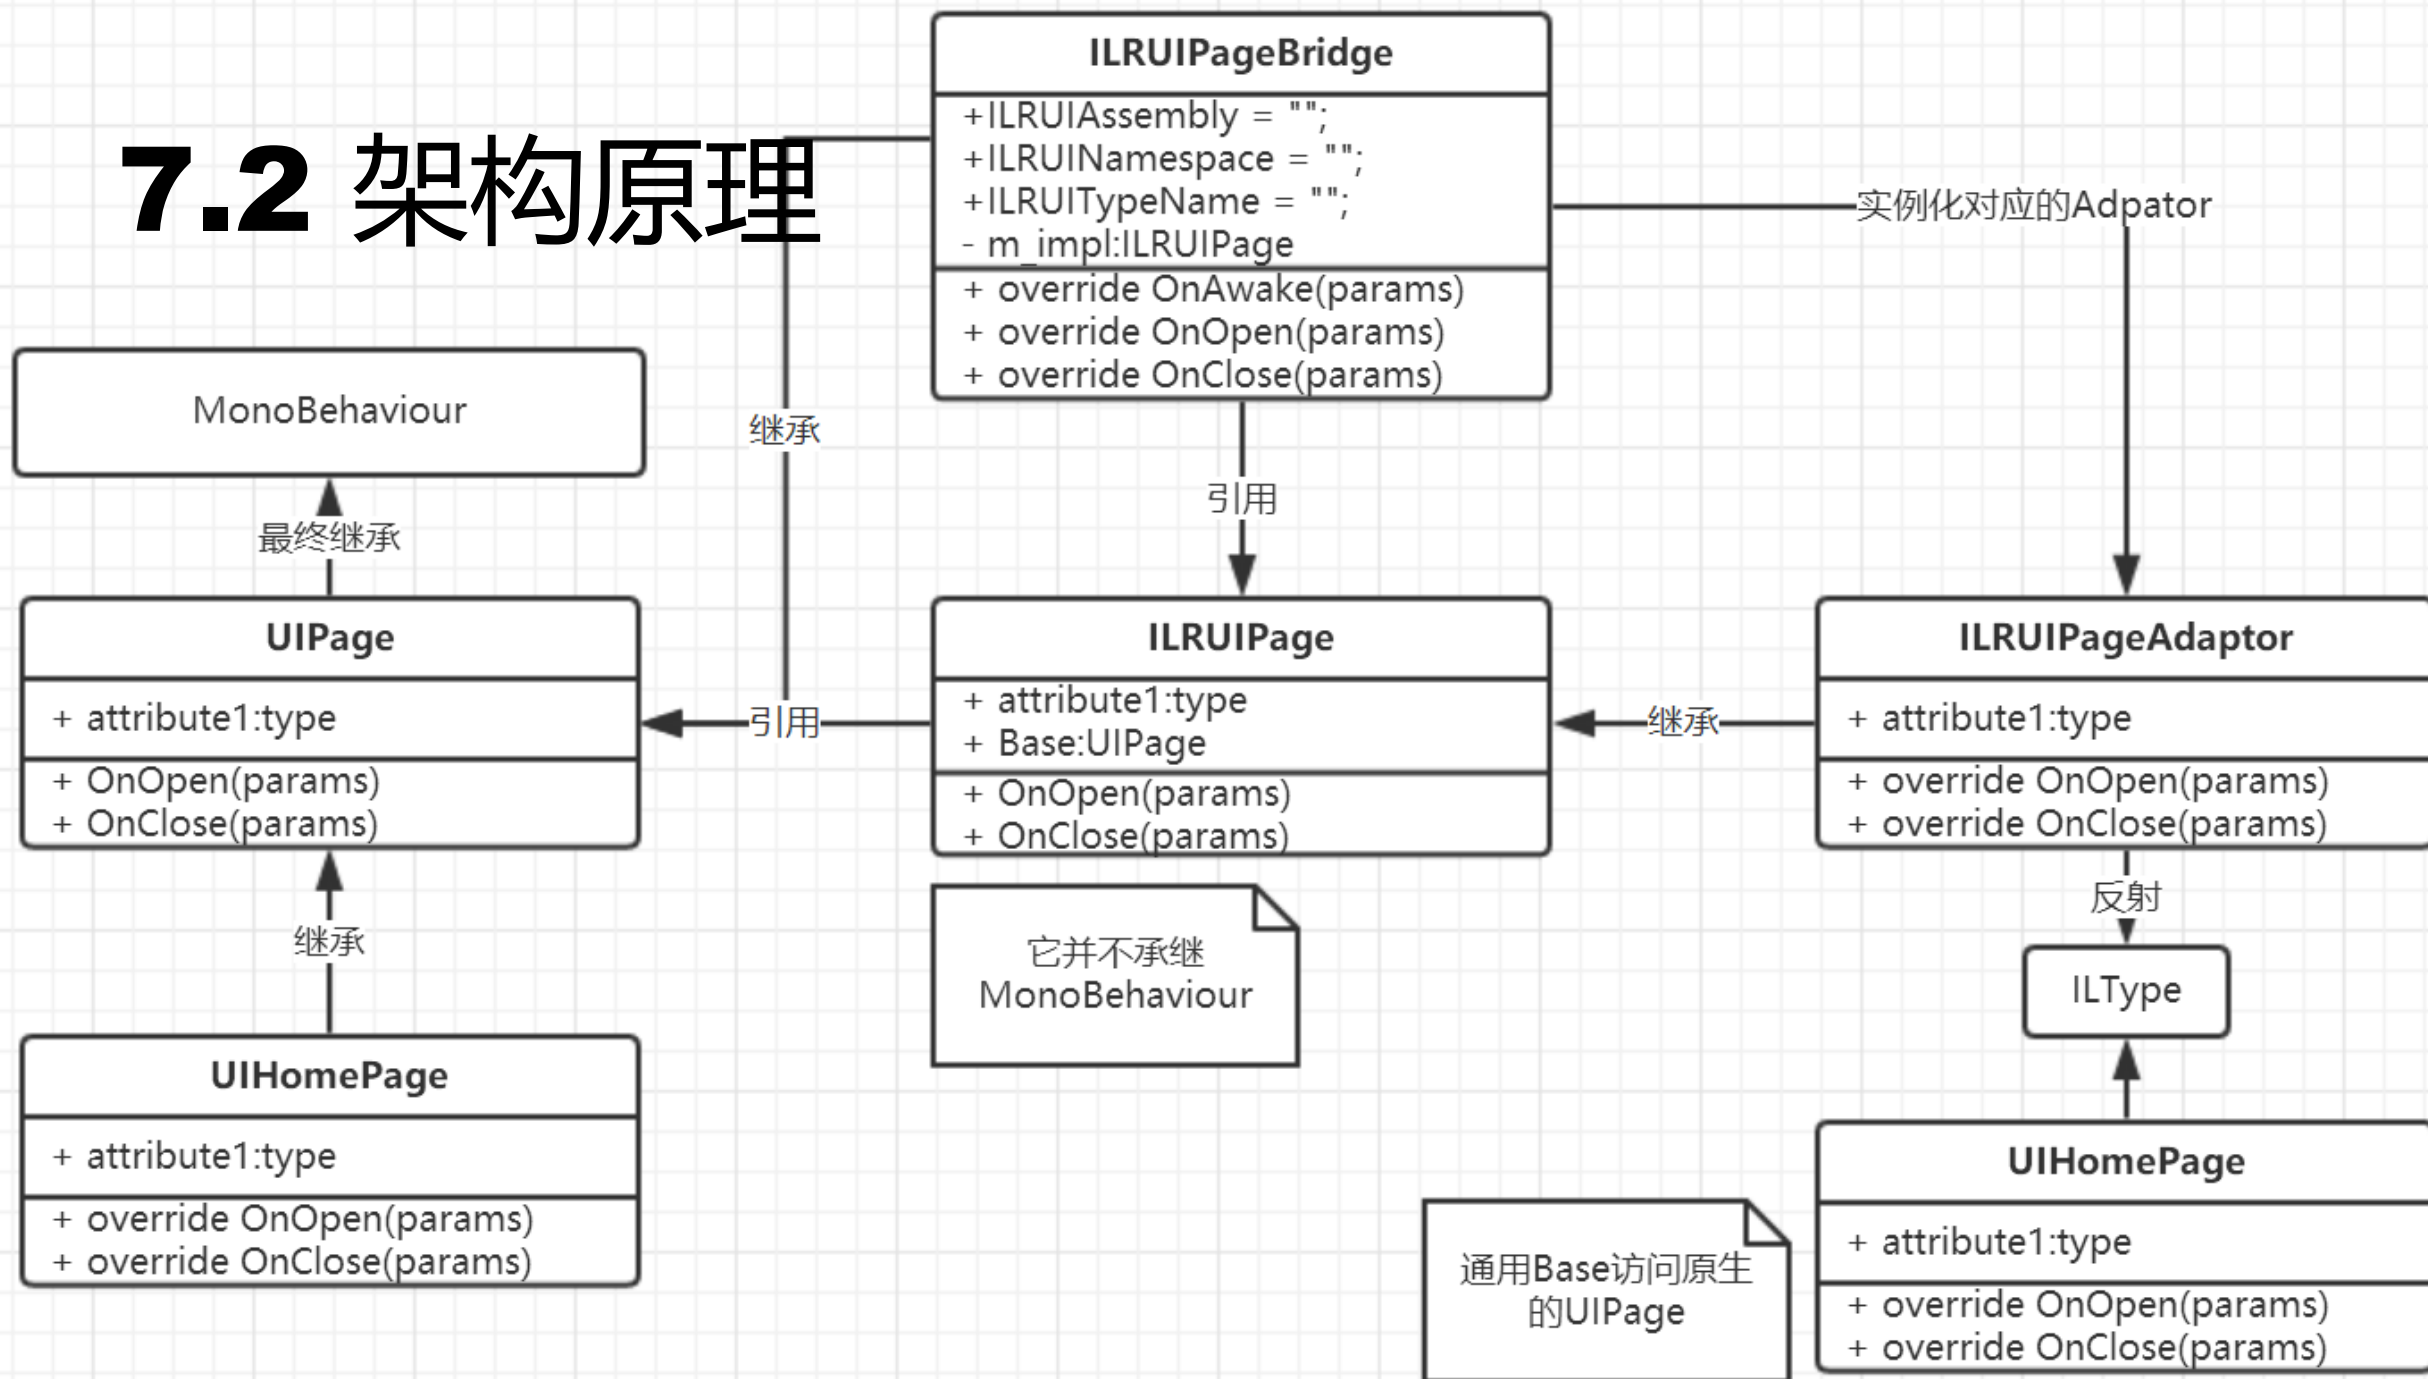 7.2 架构原理
ILRUIPageBridge
+ILRUIAssembly = "";
+ILRUINamespace = "";
+ILRUITypeName = "";
- m_impl:ILRUIPage
+ override OnAwake(params)
+ override OnOpen(params)
+ override OnClose(params)
实例化对应的Adpator
MonoBehaviour
继承
引用
最终继承
UIPage
+ attribute1:type
+ OnOpen(params)
+ OnClose(params)
引用
ILRUIPage
+ attribute1:type
+ Base:UIPage
+ OnOpen(params)
+ OnClose(params)
继承
ILRUIPageAdaptor
+ attribute1:type
+ override OnOpen(params)
+ override OnClose(params)
继承
它并不承继
MonoBehaviour
反射
ILType
UIHomePage
+ attribute1:type
+ override OnOpen(params)
+ override OnClose(params)
通用Base访问原生
的UIPage
UIHomePage
+ attribute1:type
+ override OnOpen(params)
+ override OnClose(params)